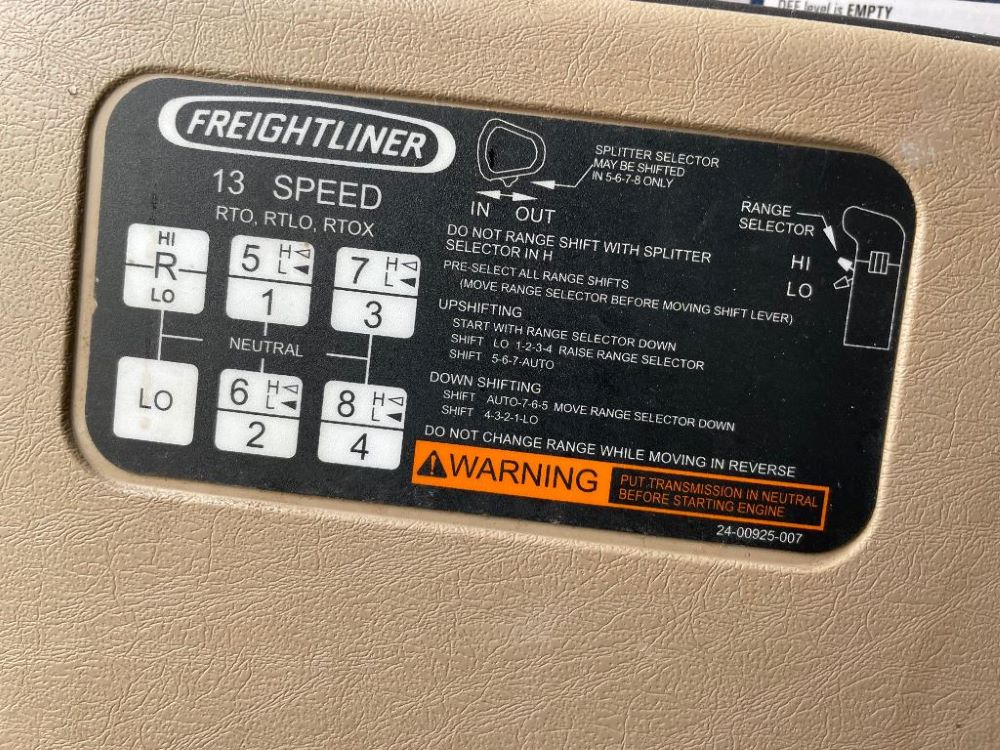 DEF level is EMPTY
FREIGHTLINER
13 SPEED
RTO, RTLO, RTOX
HI
R
LO
5 H L
1
7 H L
3
NEUTRAL
LO
6 H L
2
8 H L
4
SPLITTER SELECTOR
MAY BE SHIFTED
IN 5-6-7-8 ONLY
IN OUT
RANGE
SELECTOR
HI
LO
DO NOT RANGE SHIFT WITH SPLITTER
SELECTOR IN H
PRE-SELECT ALL RANGE SHIFTS
(MOVE RANGE SELECTOR BEFORE MOVING SHIFT LEVER)
UPSHIFTING
START WITH RANGE SELECTOR DOWN
SHIFT LO 1-2-3-4 RAISE RANGE SELECTOR
SHIFT 5-6-7-AUTO
DOWN SHIFTING
SHIFT AUTO-7-6-5 MOVE RANGE SELECTOR DOWN
SHIFT 4-3-2-1-LO
DO NOT CHANGE RANGE WHILE MOVING IN REVERSE
WARNING
PUT TRANSMISSION IN NEUTRAL
BEFORE STARTING ENGINE
24-00925-007